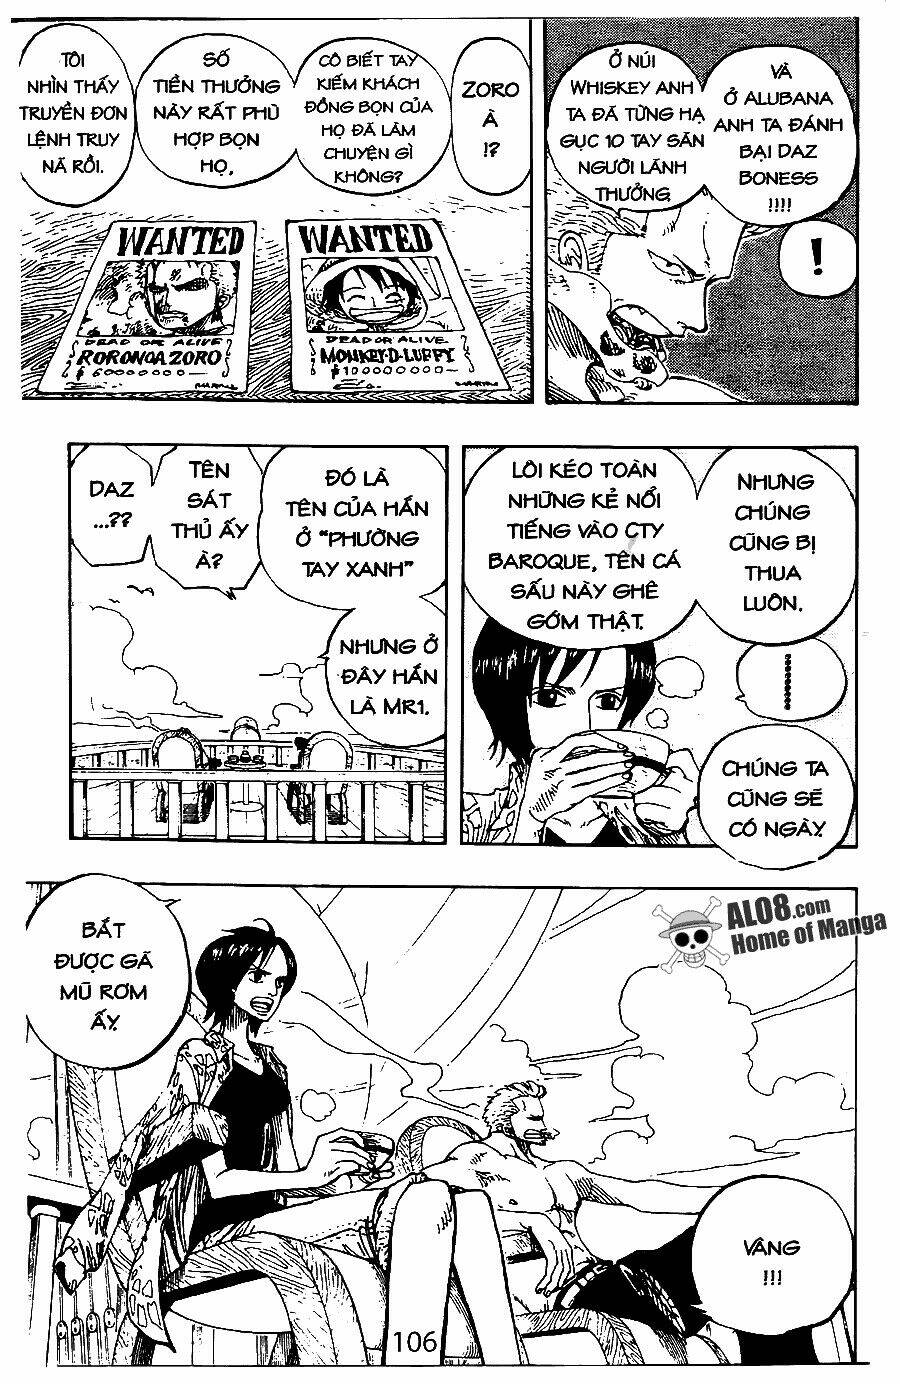 VÀ
Ở ALUBANA
ANH TA ĐÁNH
BẠI DAZ
BONESS
!!!!
Ở NÚI
WHISKEY ANH
TA ĐÃ TỪNG HẠ
GỤC 10 TAY SĂN
NGƯỜI LÃNH
THƯỞNG.
!
ZORO
À
!?
CÔ BIẾT TAY
KIẾM KHÁCH
ĐỒNG BỌN CỦA
HỌ ĐÃ LÀM
CHUYỆN GÌ
KHÔNG?
SỐ
TIỀN THƯỞNG
NÀY RẤT PHÙ
HỢP BỌN
HỌ,
TÔI
NHÌN THẤY
TRUYỀN ĐƠN
LỆNH TRUY
NÃ RỒI.
WANTED
DEAD OR ALIVE
MONKEY·D·LUFFY
฿100000000—
MARINE
WANTED
DEAD OR ALIVE
RORONOA ZORO
฿60000000—
MARINE
NHƯNG
CHÚNG
CŨNG BỊ
THUA
LUÔN.
LÔI KÉO TOÀN
NHỮNG KẺ NỔI
TIẾNG VÀO CTY
BAROQUE, TÊN CÁ
SẤU NÀY GHÊ
GỚM THẬT.
CHÚNG TA
CŨNG SẼ
CÓ NGÀY.
ĐÓ LÀ
TÊN CỦA HẮN
Ở "PHƯỜNG
TAY XANH"
NHƯNG Ở
ĐÂY HẮN
LÀ MR1.
TÊN
SÁT
THỦ ẤY
À?
DAZ
...??
BẮT
ĐƯỢC GÃ
MŨ RƠM
ẤY.
VÂNG
!!!
ALO8.com
Home of Manga
106